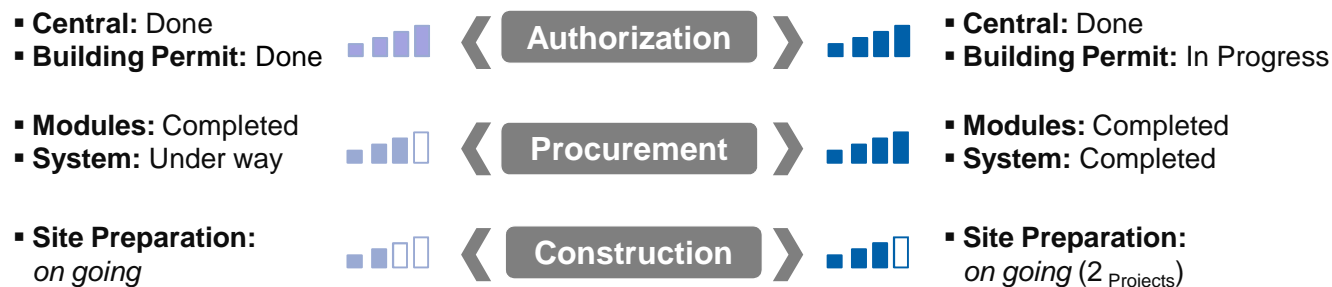 ▪ Central: Done
▪ Building Permit: Done
Authorization
▪ Central: Done
▪ Building Permit: In Progress
▪ Modules: Completed
▪ System: Under way
Procurement
▪ Modules: Completed
▪ System: Completed
▪ Site Preparation:
on going
Construction
▪ Site Preparation:
on going (2 Projects)